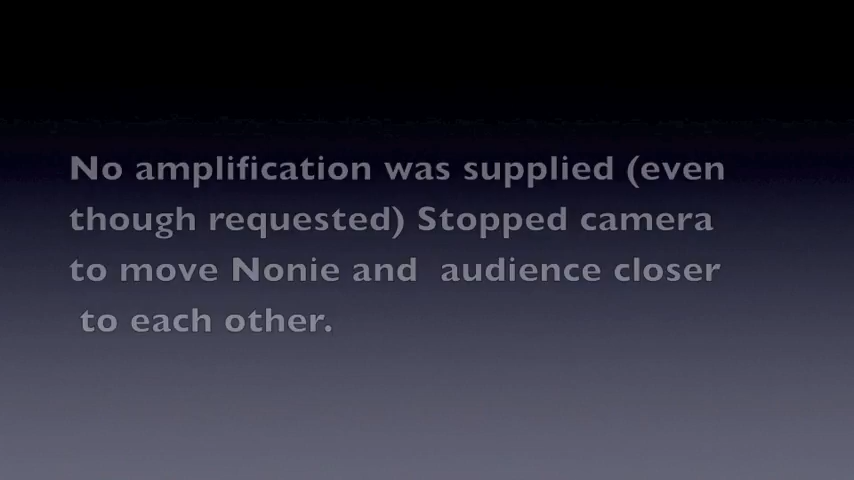 No amplification was supplied (even
though requested) Stopped camera
to move Nonie and  audience closer
to each other.